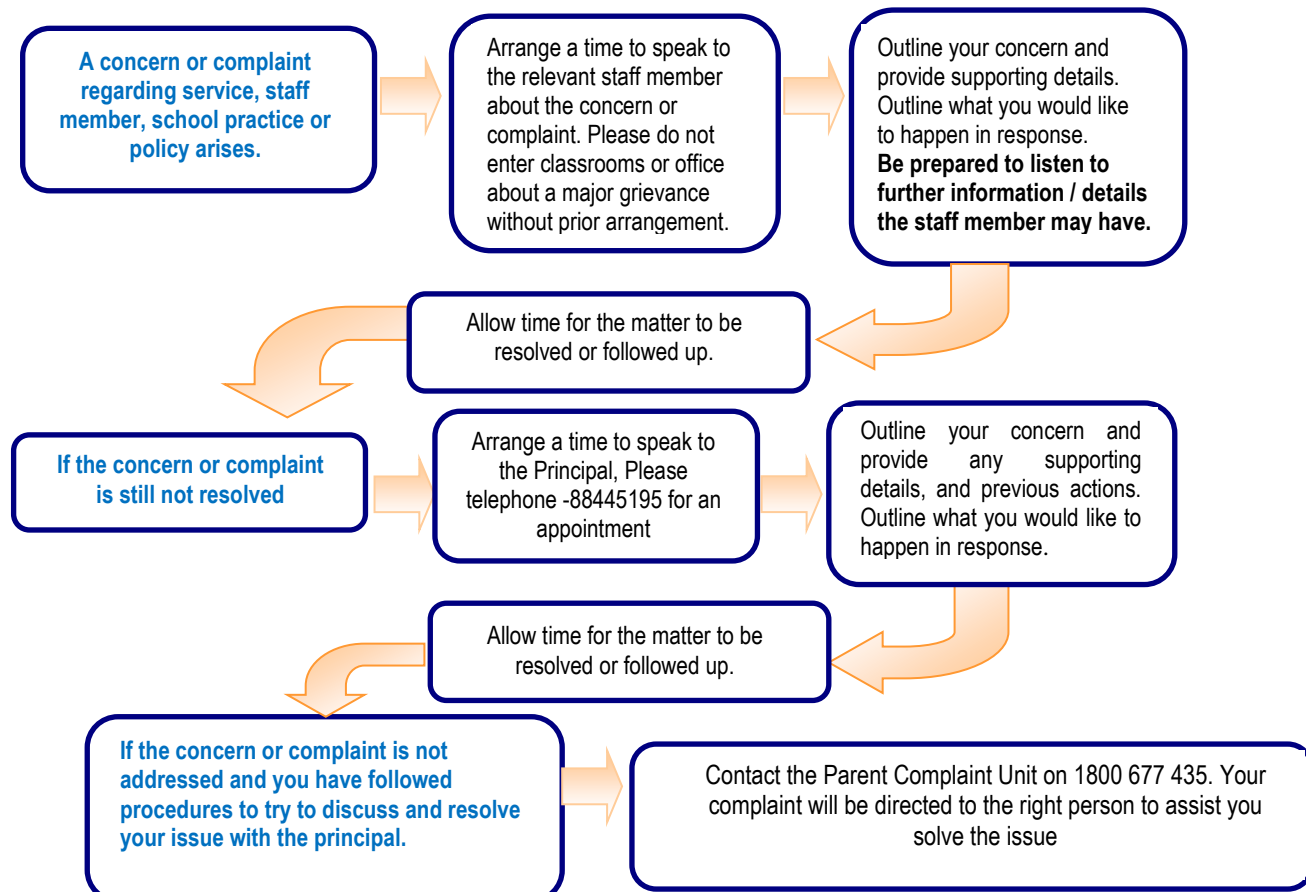 A concern or complaint
regarding service, staff
member, school practice or
policy arises.
Arrange a time to speak to
the relevant staff member
about the concern or
complaint. Please do not
enter classrooms or office
about a major grievance
without prior arrangement.
Outline your concern and
provide supporting details.
Outline what you would like
to happen in response.
Be prepared to listen to
further information / details
the staff member may have.
Allow time for the matter to be
resolved or followed up.
If the concern or complaint
is still not resolved
Arrange a time to speak to
the Principal, Please
telephone -88445195 for an
appointment
Outline your concern and
provide any supporting
details, and previous actions.
Outline what you would like to
happen in response.
Allow time for the matter to be
resolved or followed up.
If the concern or complaint is not
addressed and you have followed
procedures to try to discuss and resolve
your issue with the principal.
Contact the Parent Complaint Unit on 1800 677 435. Your
complaint will be directed to the right person to assist you
solve the issue